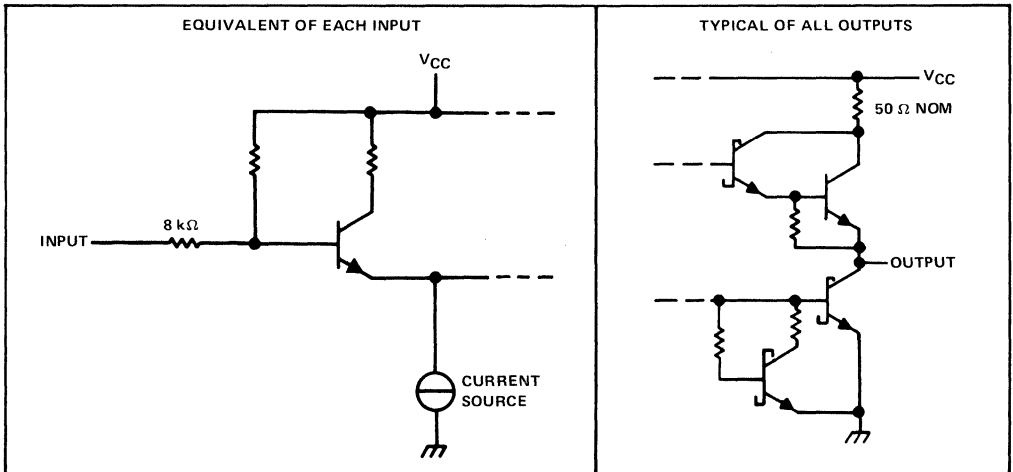 EQUIVALENT OF EACH INPUT
VCC
8 kΩ
INPUT
CURRENT
SOURCE
TYPICAL OF ALL OUTPUTS
VCC
50 Ω NOM
OUTPUT